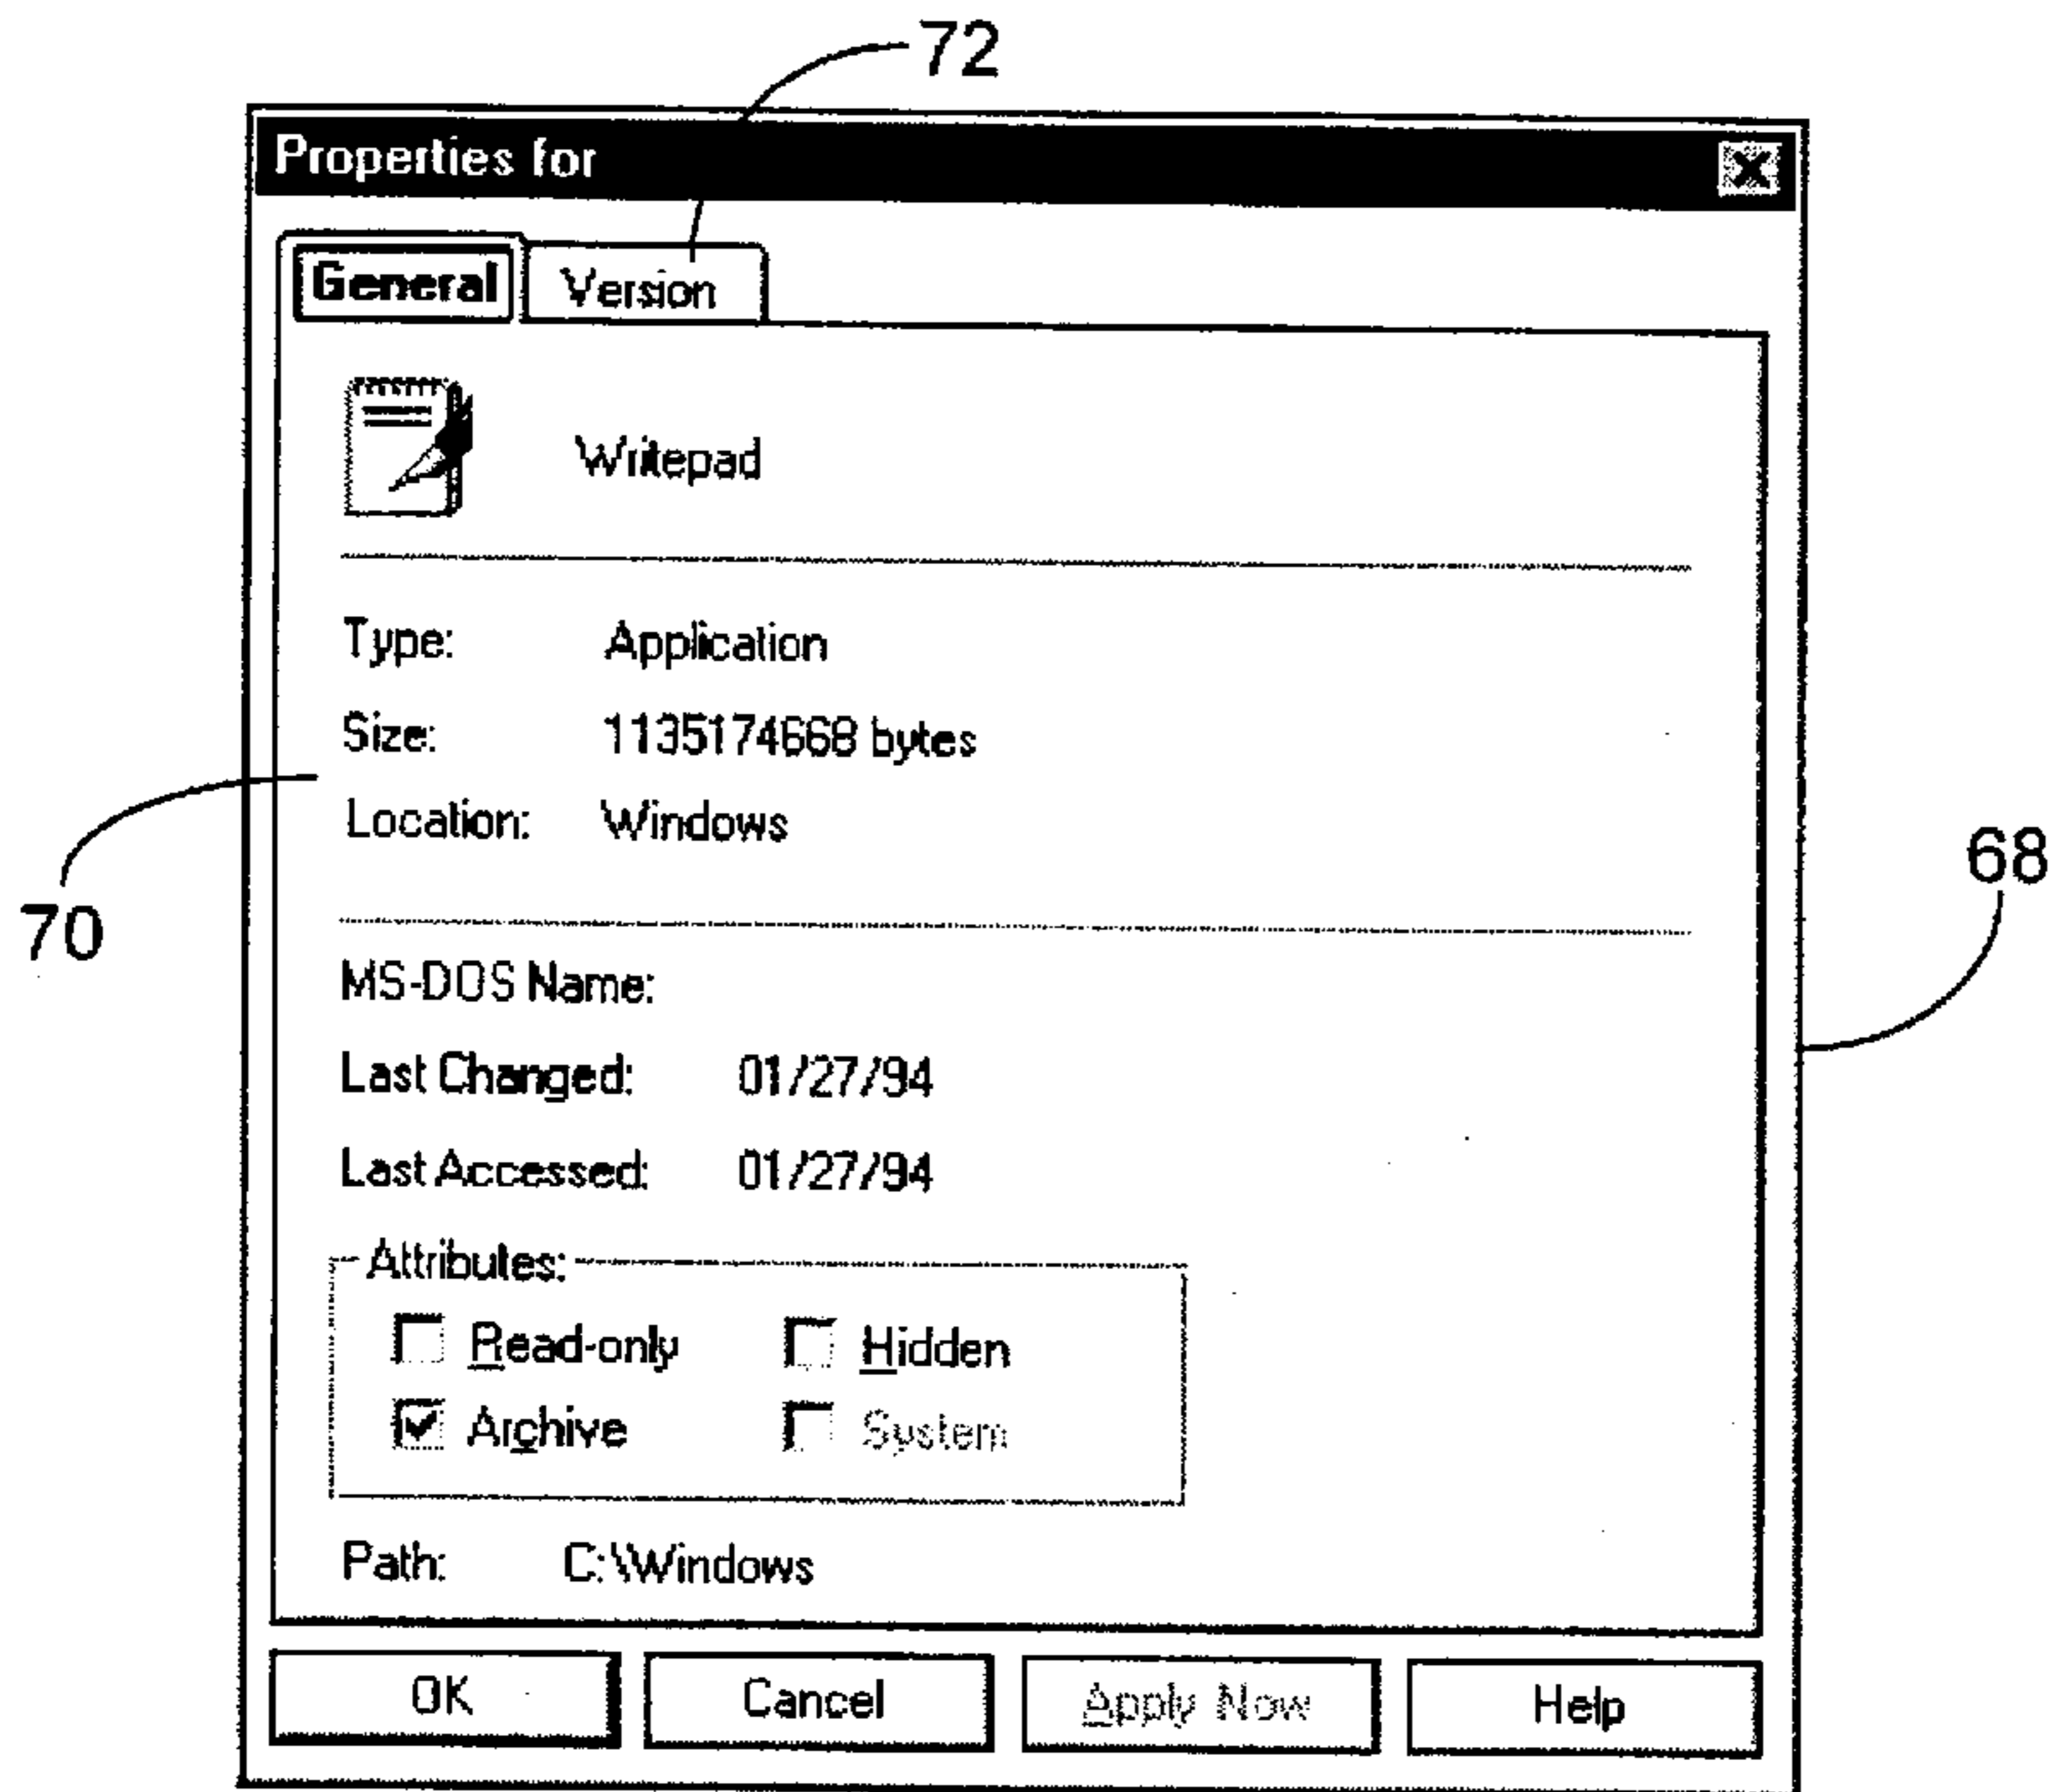 72
Properties for
General Version
Writepad
Type: Application
Size: 1135174668 bytes
Location: Windows
68
70
MS-DOS Name:
Last Changed: 01/27/94
Last Accessed: 01/27/94
Attributes:
Read-only Hidden
Archive System
Path: C:\Windows
OK Cancel Apply Now Help